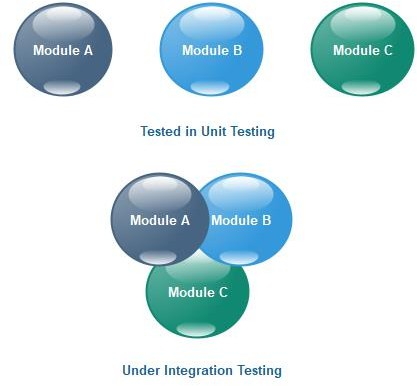 Module A Module B Module C
Tested in Unit Testing
Module A Module B
Module C
Under Integration Testing